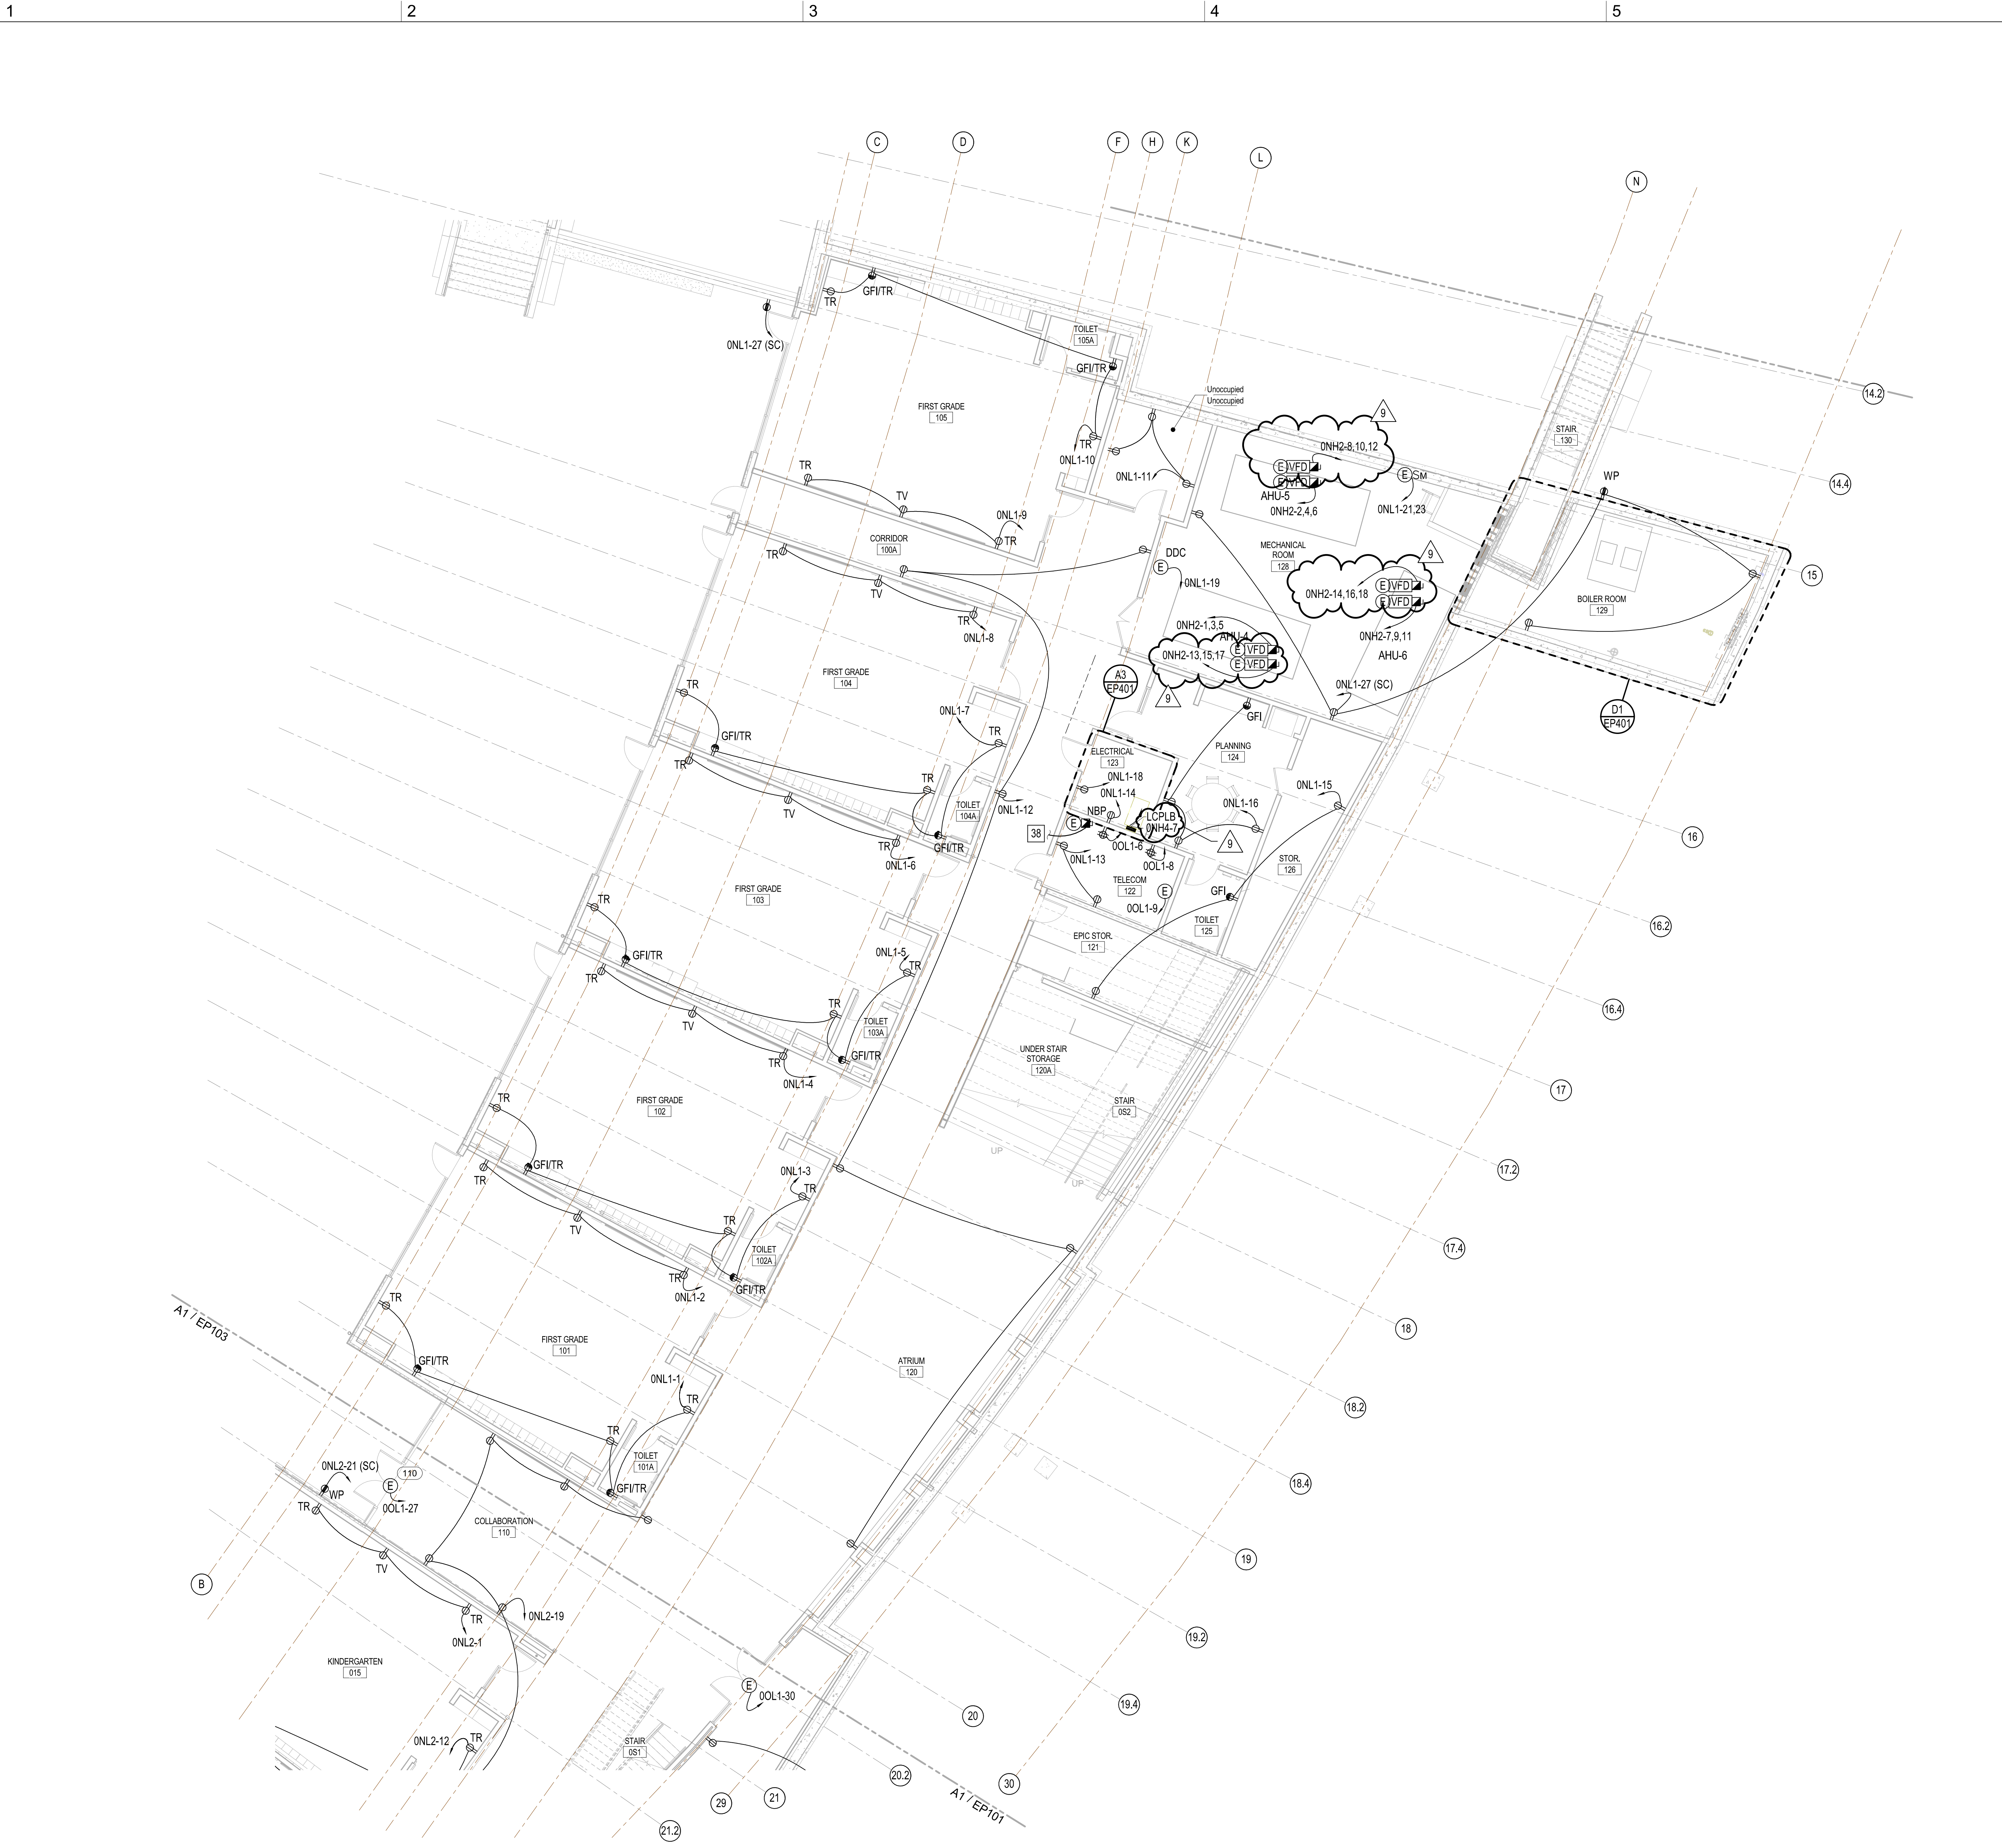 1
2
3
4
5
C
D
F
H
K
L
N
TR
GFI/TR
0NL1-27 (SC)
TOILET
105A
GFI/TR
14.2
Unoccupied
Unoccupied
FIRST GRADE
105
9
STAIR
130
TR
0NL1-10
0NH2-8,10,12
E VFD
E VFD
AHU-5
0NH2-2,4,6
E SM
0NL1-21,23
WP
14.4
TR
TV
0NL1-11
0NL1-9
TR
CORRIDOR
100A
TR
TV
TR
0NL1-8
DDC
E
0NL1-19
MECHANICAL
ROOM
128
9
0NH2-14,16,18
E VFD
E VFD
0NH2-7,9,11
AHU-6
15
BOILER ROOM
129
0NH2-1,3,5
AHU-4
E VFD
0NH2-13,15,17
E VFD
9
A3
EP401
0NL1-27 (SC)
D1
EP401
FIRST GRADE
104
TR
GFI/TR
0NL1-7
TR
GFI
PLANNING
124
ELECTRICAL
123
0NL1-18
0NL1-14
NBP
LCPLB
0NH4-7
0NL1-16
0NL1-15
TR
TV
TR
TOILET
104A
0NL1-12
38
E
0OL1-6
9
16
TR
0NL1-6
GFI/TR
0NL1-13
0OL1-8
TELECOM
122
E
0OL1-9
GFI
STOR.
126
FIRST GRADE
103
TR
GFI/TR
TOILET
125
16.2
EPIC STOR.
121
0NL1-5
TR
TR
TV
TR
TOILET
103A
16.4
TR
0NL1-4
GFI/TR
UNDER STAIR
STORAGE
120A
17
FIRST GRADE
102
TR
STAIR
0S2
UP
UP
GFI/TR
TR
0NL1-3
TR
17.2
TV
TR
TOILET
102A
17.4
TR
0NL1-2
GFI/TR
TR
A1 / EP103
18
FIRST GRADE
101
GFI/TR
ATRIUM
120
0NL1-1
TR
18.2
TR
TOILET
101A
GFI/TR
18.4
0NL2-21 (SC)
110
E
WP
TR
0OL1-27
COLLABORATION
110
19
TV
B
TR
0NL2-19
0NL2-1
19.2
KINDERGARTEN
015
E
0OL1-30
19.4
20
0NL2-12
TR
STAIR
0S1
20.2
30
21
29
A1 / EP101
21.2